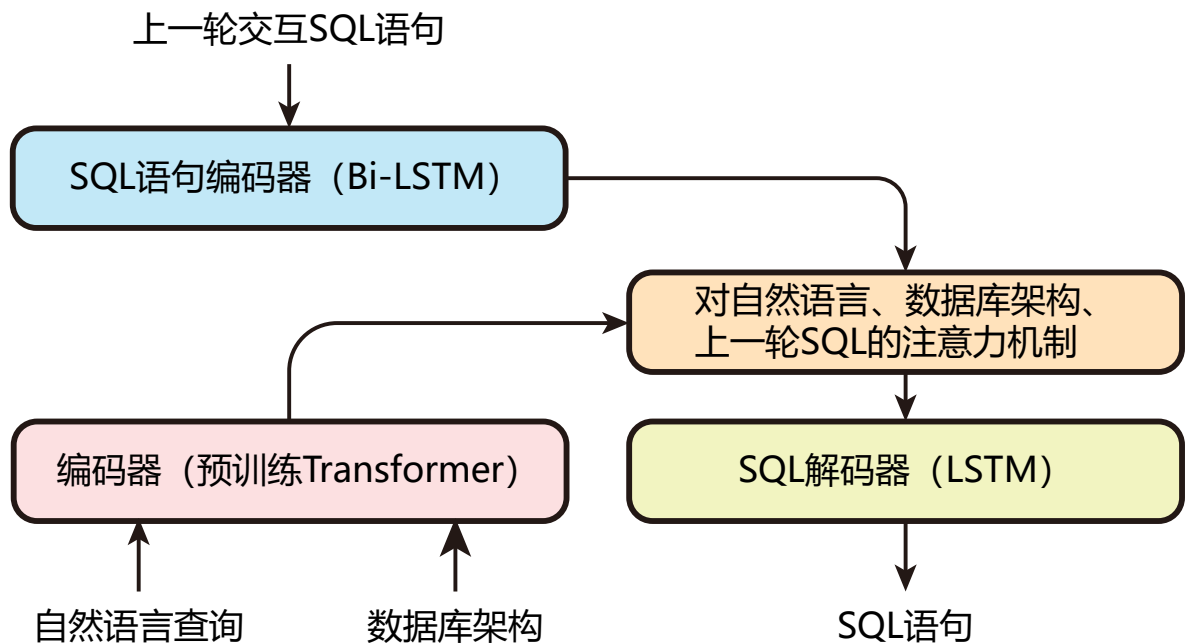 上一轮交互SQL语句
SQL语句编码器（Bi-LSTM）
对自然语言、数据库架构、
上一轮SQL的注意力机制
编码器（预训练Transformer）
SQL解码器（LSTM）
自然语言查询
数据库架构
SQL语句